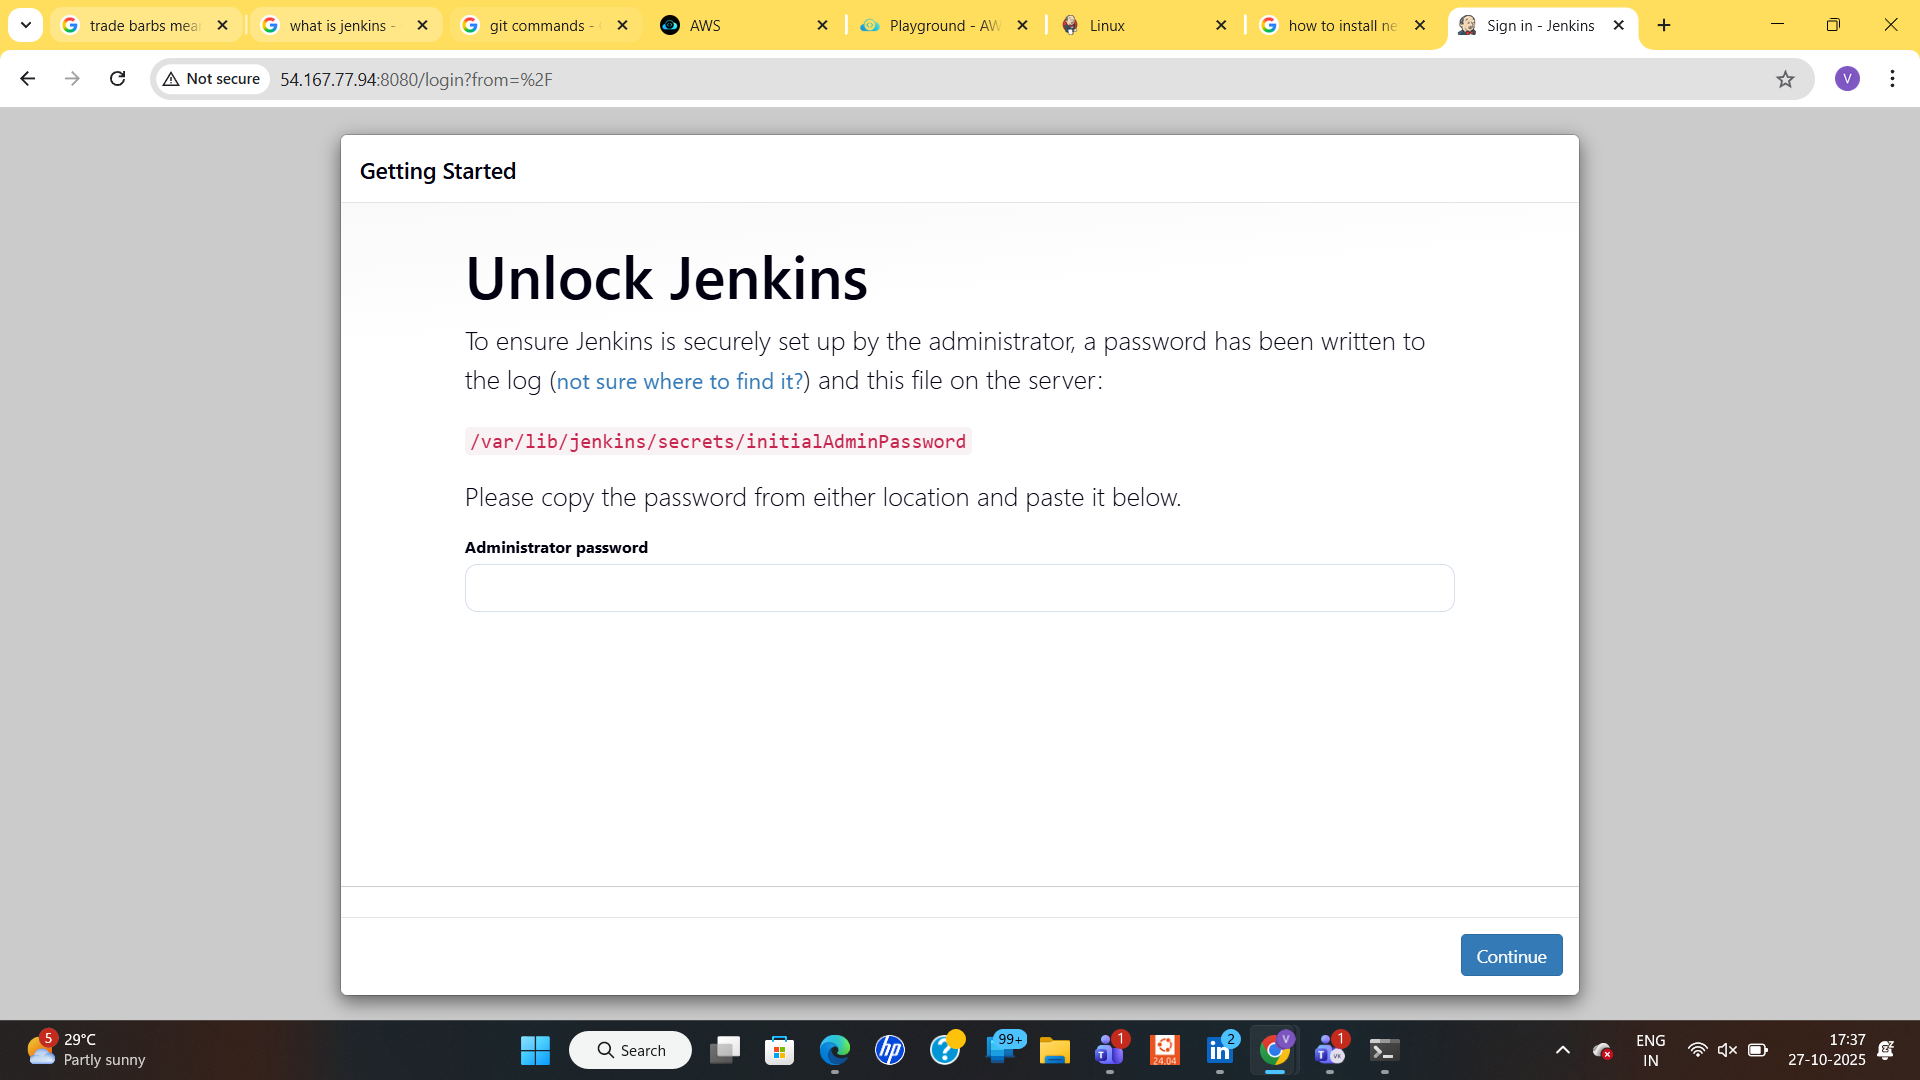 trade barbs mea
what is jenkins -
git commands -
AWS
Playground - AW
Linux
how to install ne
Sign in - Jenkins
Not secure
54.167.77.94:8080/login?from=%2F
V
Getting Started
Unlock Jenkins
To ensure Jenkins is securely set up by the administrator, a password has been written to
the log (not sure where to find it?) and this file on the server:
/var/lib/jenkins/secrets/initialAdminPassword
Please copy the password from either location and paste it below.
Administrator password
Continue
5
29°C
Partly sunny
Search
hp
?
99+
T
1
24.04
in
2
V
T
VK
1
ENG
IN
17:37
27-10-2025